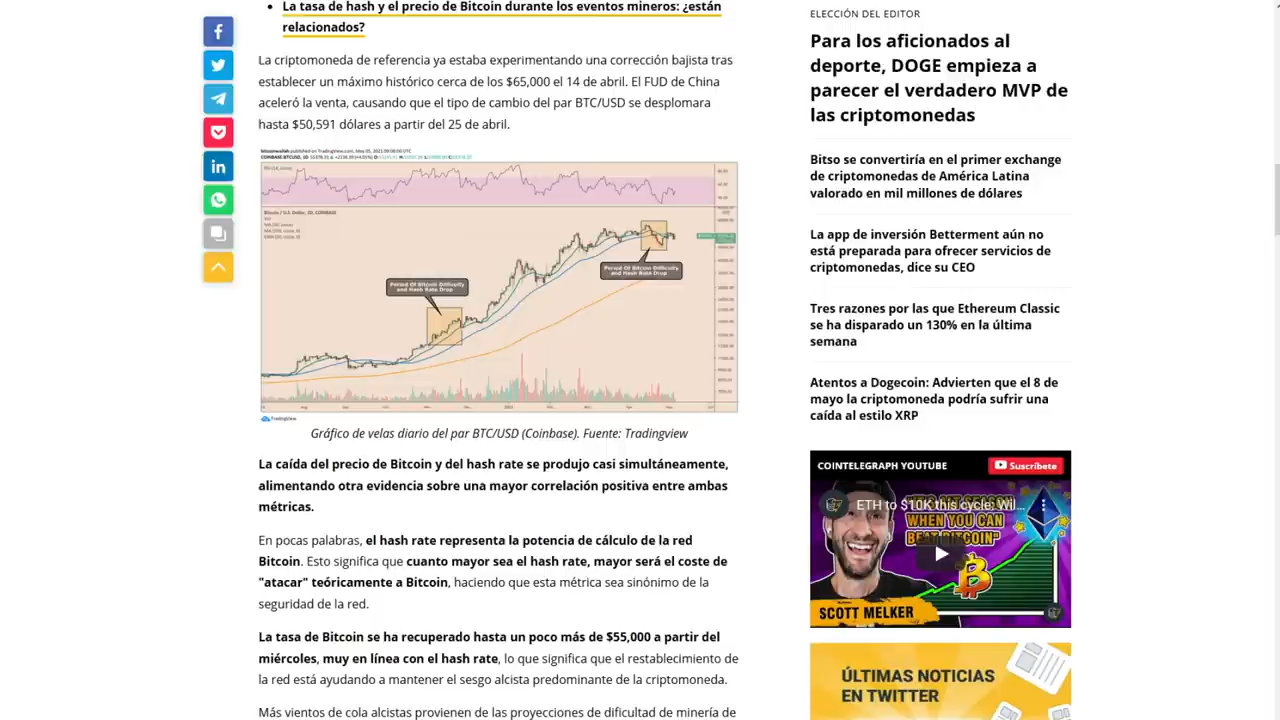 La tasa de hash y el precio de Bitcoin durante los eventos mineros: ¿están
relacionados?
La criptomoneda de referencia ya estaba experimentando una corrección bajista tras
establecer un máximo histórico cerca de los $65,000 el 14 de abril. El FUD de China
aceleró la venta, causando que el tipo de cambio del par BTC/USD se desplomara
hasta $50,591 dólares a partir del 25 de abril.
Period Of Bitcoin Difficulty
and Hash Rate Drop
Period Of Bitcoin Difficulty
and Hash Rate Drop
TradingView
Gráfico de velas diario del par BTC/USD (Coinbase). Fuente: Tradingview
La caída del precio de Bitcoin y del hash rate se produjo casi simultáneamente,
alimentando otra evidencia sobre una mayor correlación positiva entre ambas
métricas.
En pocas palabras, el hash rate representa la potencia de cálculo de la red
Bitcoin. Esto significa que cuanto mayor sea el hash rate, mayor será el coste de
"atacar" teóricamente a Bitcoin, haciendo que esta métrica sea sinónimo de la
seguridad de la red.
La tasa de Bitcoin se ha recuperado hasta un poco más de $55,000 a partir del
miércoles, muy en línea con el hash rate, lo que significa que el restablecimiento de
la red está ayudando a mantener el sesgo alcista predominante de la criptomoneda.
Más vientos de cola alcistas provienen de las proyecciones de dificultad de minería de
ELECCIÓN DEL EDITOR
Para los aficionados al
deporte, DOGE empieza a
parecer el verdadero MVP de
las criptomonedas
Bitso se convertiría en el primer exchange
de criptomonedas de América Latina
valorado en mil millones de dólares
La app de inversión Betterment aún no
está preparada para ofrecer servicios de
criptomonedas, dice su CEO
Tres razones por las que Ethereum Classic
se ha disparado un 130% en la última
semana
Atentos a Dogecoin: Advierten que el 8 de
mayo la criptomoneda podría sufrir una
caída al estilo XRP
COINTELEGRAPH YOUTUBE
Suscríbete
ETH to $10K this cycle: Wil...
WHEN YOU CAN
BEAT BITCOIN"
SCOTT MELKER
ÚLTIMAS NOTICIAS
EN TWITTER